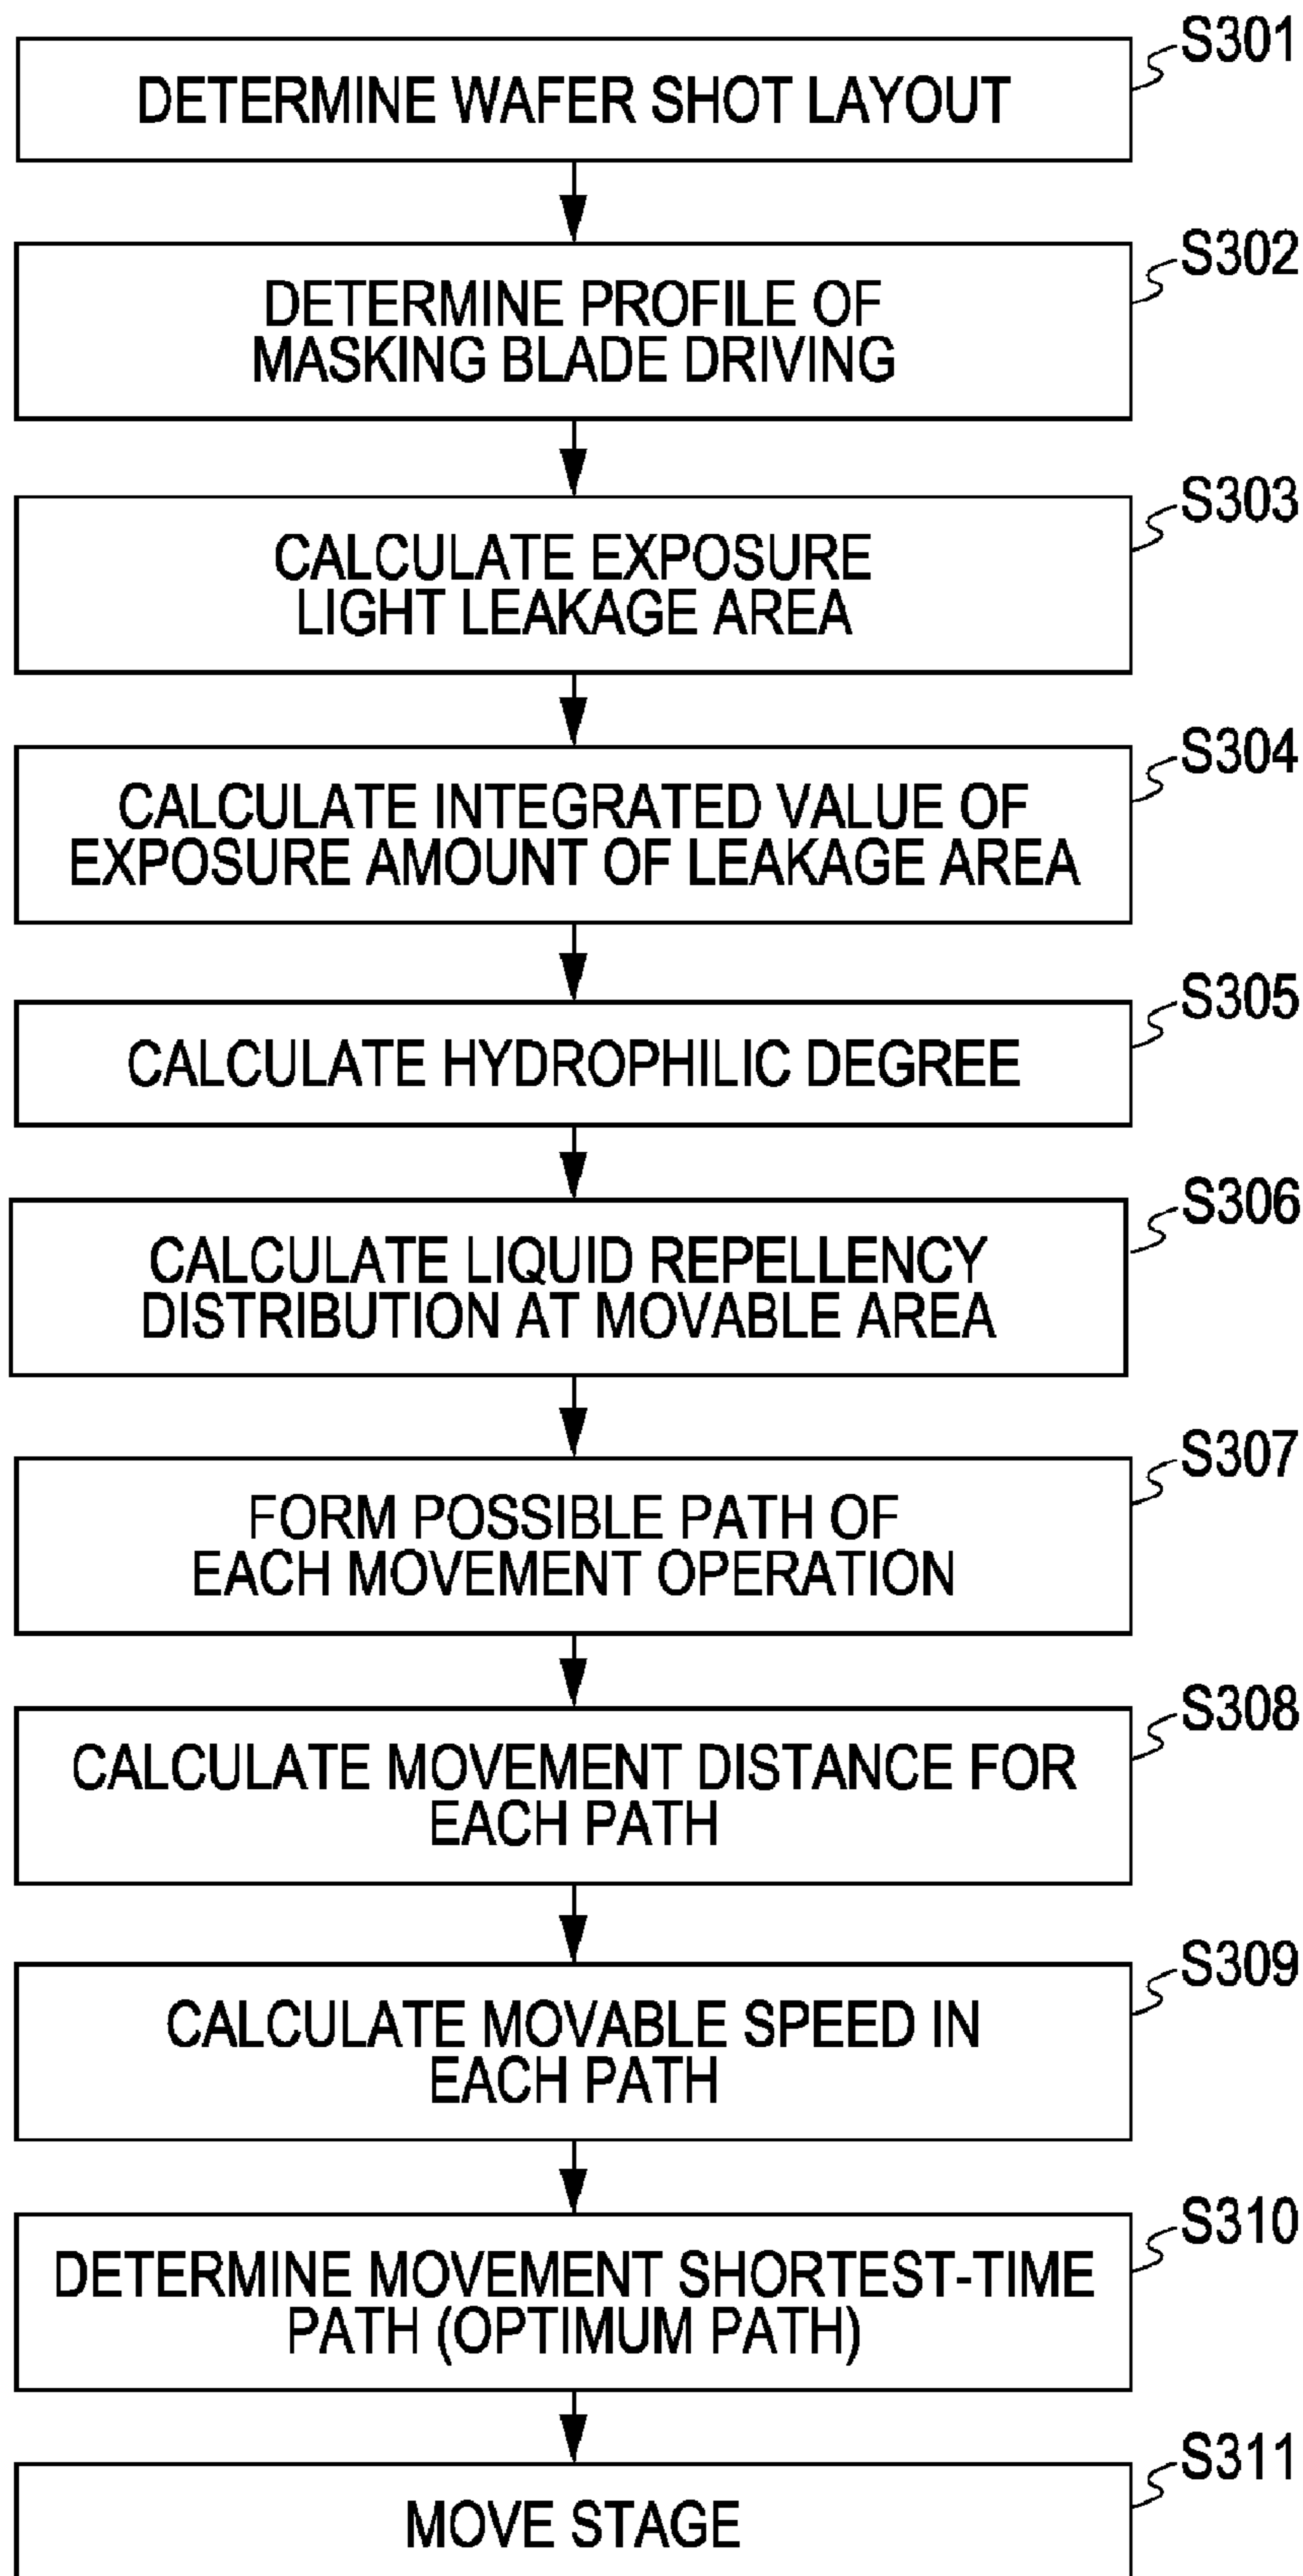 S301
DETERMINE WAFER SHOT LAYOUT
S302
DETERMINE PROFILE OF
MASKING BLADE DRIVING
S303
CALCULATE EXPOSURE
LIGHT LEAKAGE AREA
S304
CALCULATE INTEGRATED VALUE OF
EXPOSURE AMOUNT OF LEAKAGE AREA
S305
CALCULATE HYDROPHILIC DEGREE
S306
CALCULATE LIQUID REPELLENCY
DISTRIBUTION AT MOVABLE AREA
S307
FORM POSSIBLE PATH OF
EACH MOVEMENT OPERATION
S308
CALCULATE MOVEMENT DISTANCE FOR
EACH PATH
S309
CALCULATE MOVABLE SPEED IN
EACH PATH
S310
DETERMINE MOVEMENT SHORTEST-TIME
PATH (OPTIMUM PATH)
S311
MOVE STAGE